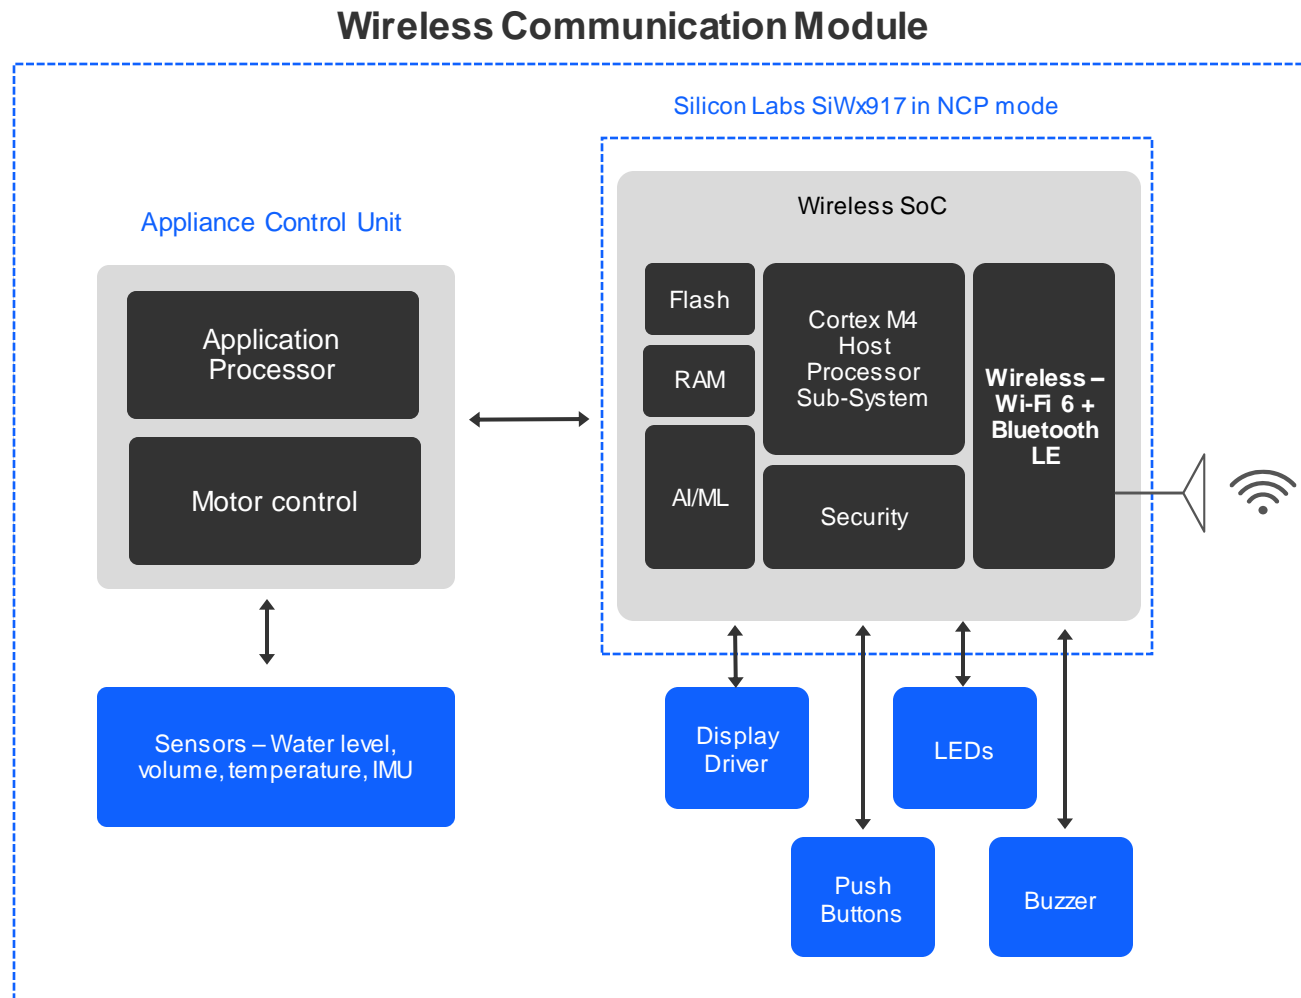 Wireless Communication Module
Silicon Labs SiWx917 in NCP mode
Appliance Control Unit
Application
Processor
Motor control
Sensors – Water level,
volume, temperature, IMU
Wireless SoC
Flash
RAM
AI/ML
Cortex M4
Host
Processor
Sub-System
Security
Wireless –
Wi-Fi 6 +
Bluetooth
LE
Display
Driver
LEDs
Push
Buttons
Buzzer